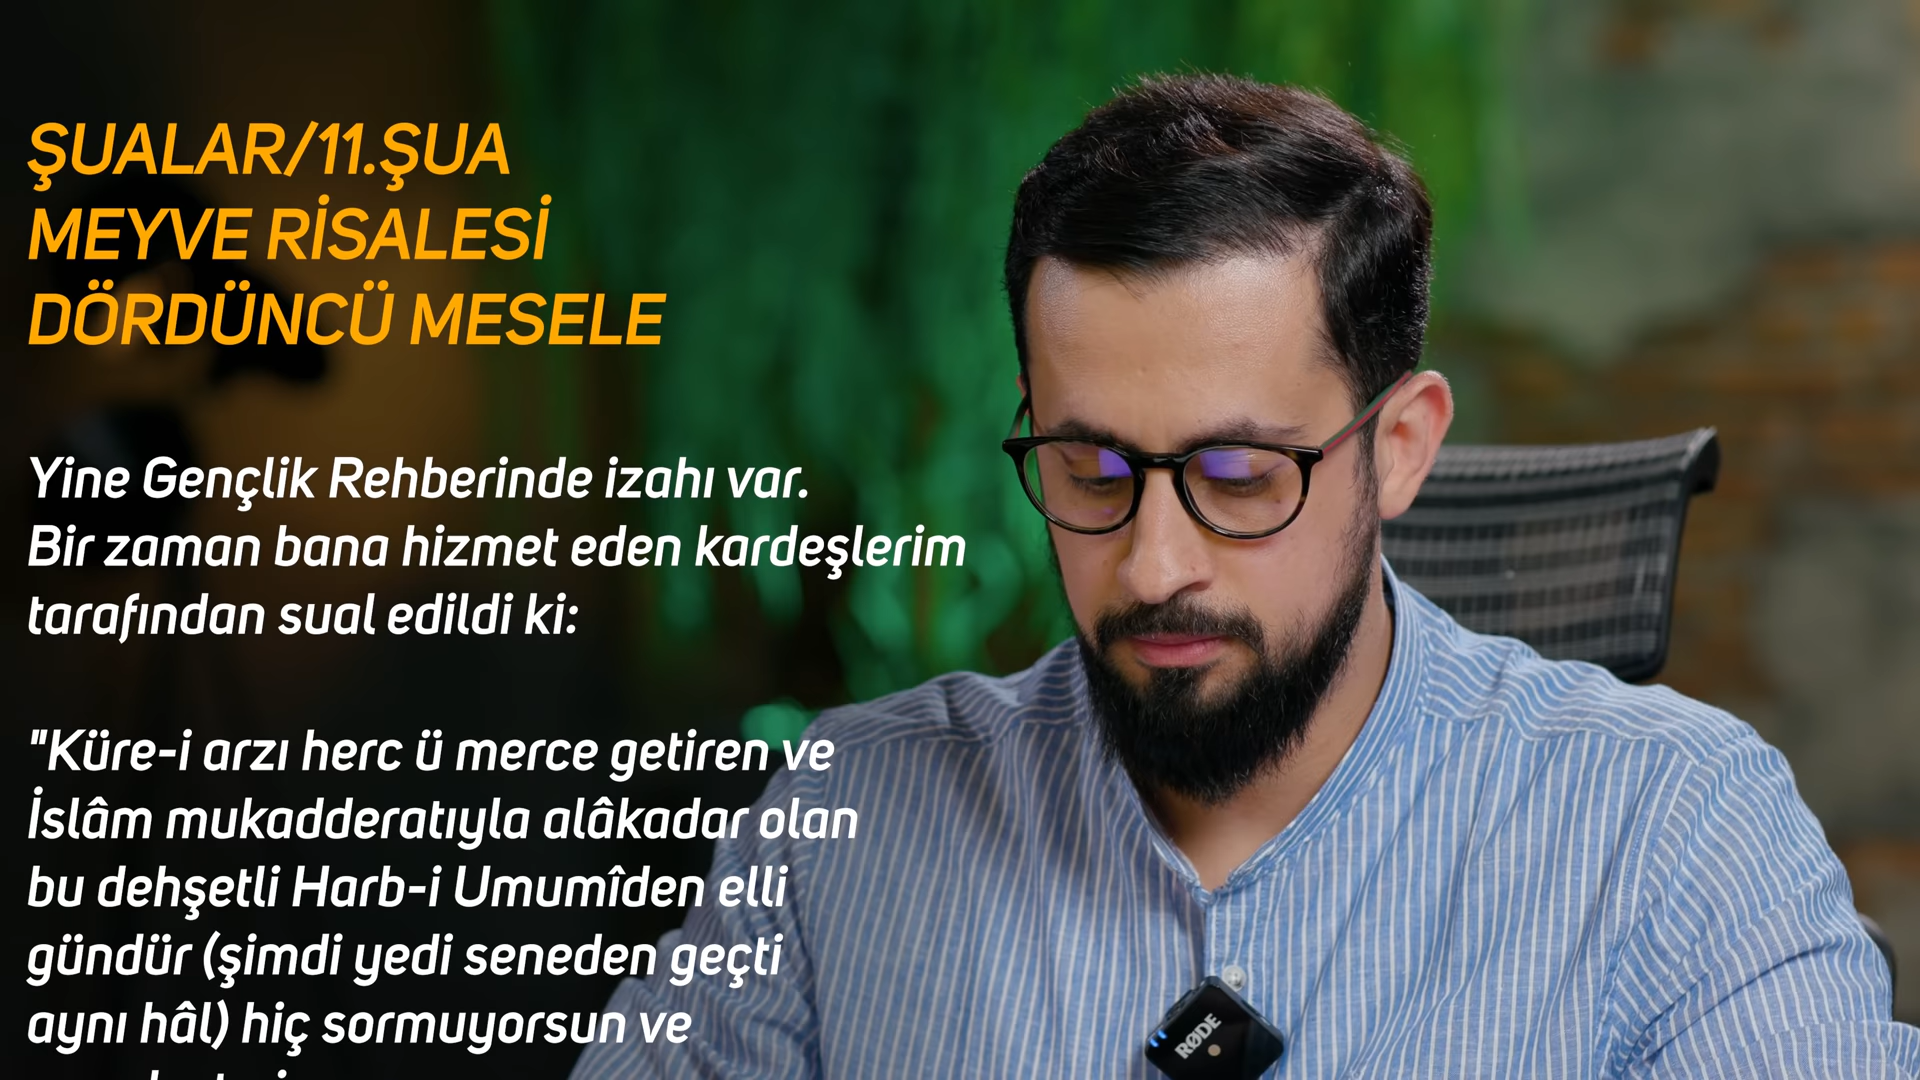 ŞUALAR/11.ŞUA
MEYVE RİSALESİ
DÖRDÜNCÜ MESELE
Yine Gençlik Rehberinde izahı var.
Bir zaman bana hizmet eden kardeşlerim
tarafından sual edildi ki:
"Küre-i arzı herc ü merce getiren ve
İslâm mukadderatıyla alâkadar olan
bu dehşetli Harb-i Umumîden elli
gündür (şimdi yedi seneden geçti
aynı hâl) hiç sormuyorsun ve
RØDE